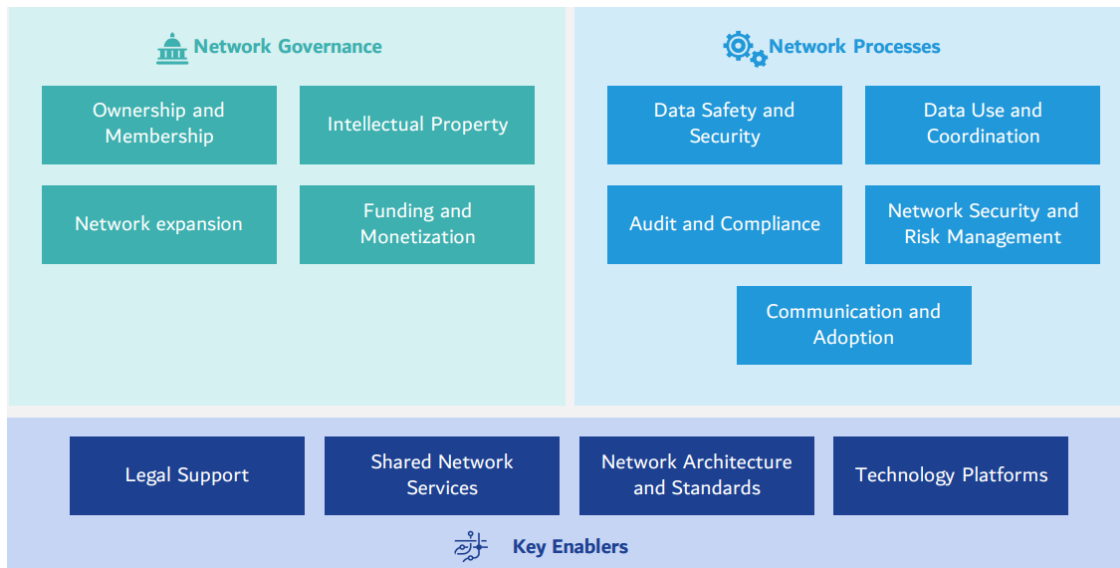 Network Governance
Ownership and
Membership
Intellectual Property
Network expansion
Funding and
Monetization
Network Processes
Data Safety and
Security
Data Use and
Coordination
Audit and Compliance
Network Security and
Risk Management
Communication and
Adoption
Legal Support
Shared Network
Services
Network Architecture
and Standards
Technology Platforms
Key Enablers